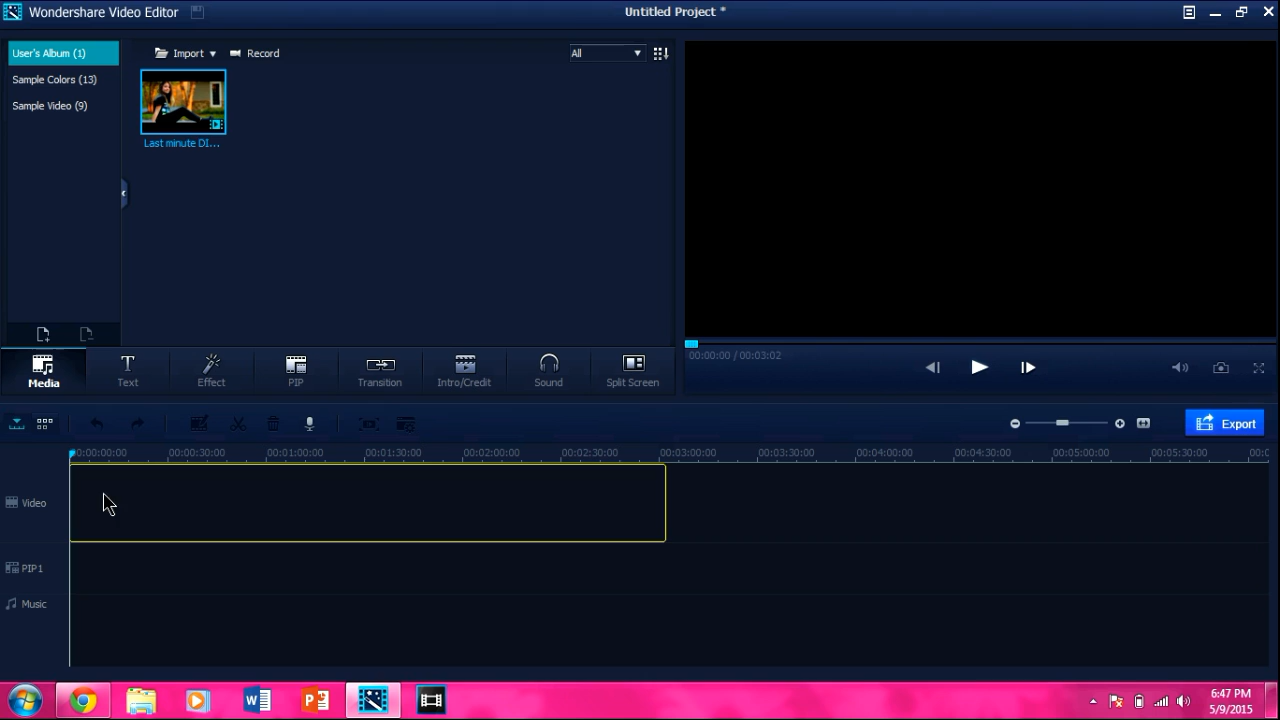 Wondershare Video Editor
Untitled Project *
User's Album (1)
Sample Colors (13)
Sample Video (9)
Import
Record
All
Last minute DI...
00:00:00 / 00:03:02
Media
Text
Effect
PIP
Transition
Intro/Credit
Sound
Split Screen
Export
00:00:00:00 00:00:30:00 00:01:00:00 00:01:30:00 00:02:00:00 00:02:30:00 00:03:00:00 00:03:30:00 00:04:00:00 00:04:30:00 00:05:00:00 00:05:30:00 00:0
Video
PIP1
Music
6:47 PM
5/9/2015